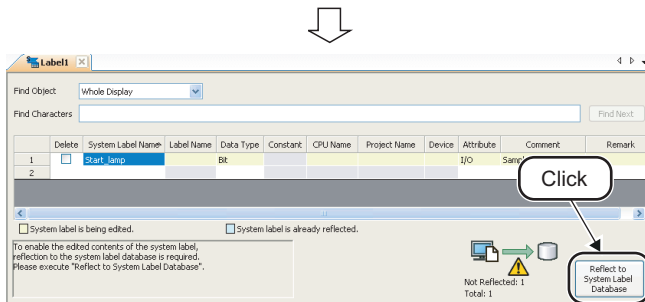 Label1
Find Object Whole Display
Find Characters Find Next
Delete System Label Name Label Name Data Type Constant CPU Name Project Name Device Attribute Comment Remark
1 Start_lamp Bit I/O
2
Click
System label is being edited. System label is already reflected.
To enable the edited contents of the system label,
reflection to the system label database is required.
Please execute "Reflect to System Label Database".
Not Reflected: 1
Total: 1
Reflect to
System Label
Database